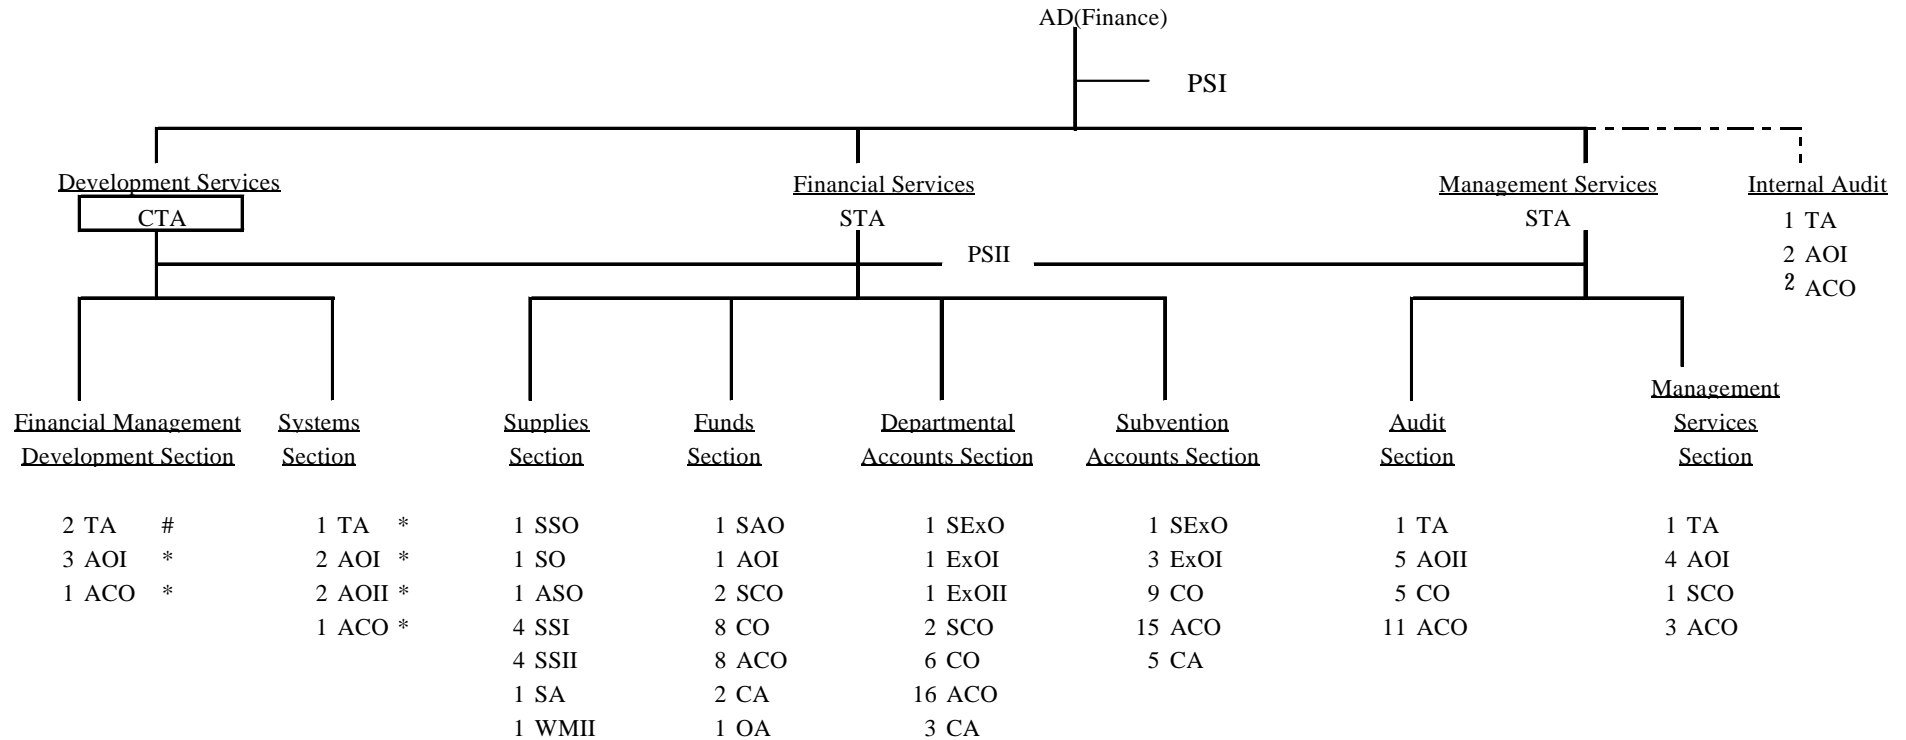 AD(Finance)
PSI
Development Services Financial Services Management Services Internal Audit
CTA STA STA 1 TA
PSII 2 AOI
2 ACO
Management
Financial Management Systems Supplies Funds Departmental Subvention Audit Services
Development Section Section Section Section Accounts Section Accounts Section Section Section
2 TA # 1 TA * 1 SSO 1 SAO 1 SExO 1 SExO 1 TA 1 TA
3 AOI * 2 AOI * 1 SO 1 AOI 1 ExOI 3 ExOI 5 AOII 4 AOI
1 ACO * 2 AOII * 1 ASO 2 SCO 1 ExOII 9 CO 5 CO 1 SCO
1 ACO * 4 SSI 8 CO 2 SCO 15 ACO 11 ACO 3 ACO
4 SSII 8 ACO 6 CO 5 CA
1 SA 2 CA 16 ACO
1 WMII 1 OA 3 CA